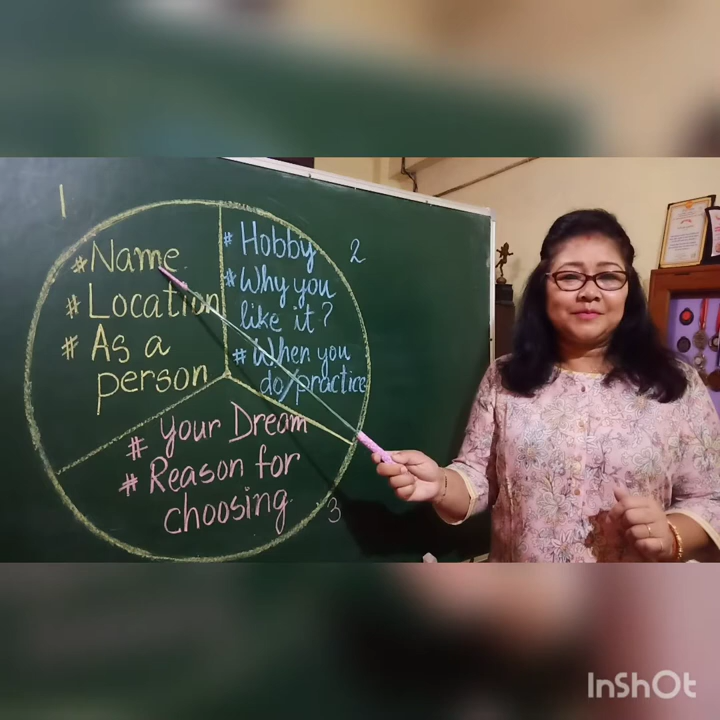 1
# Name
# Location
# As a
person
# Hobby
# Why you
like it?
# When you
do/practice
2
# Your Dream
# Reason for
choosing
3
InShOt